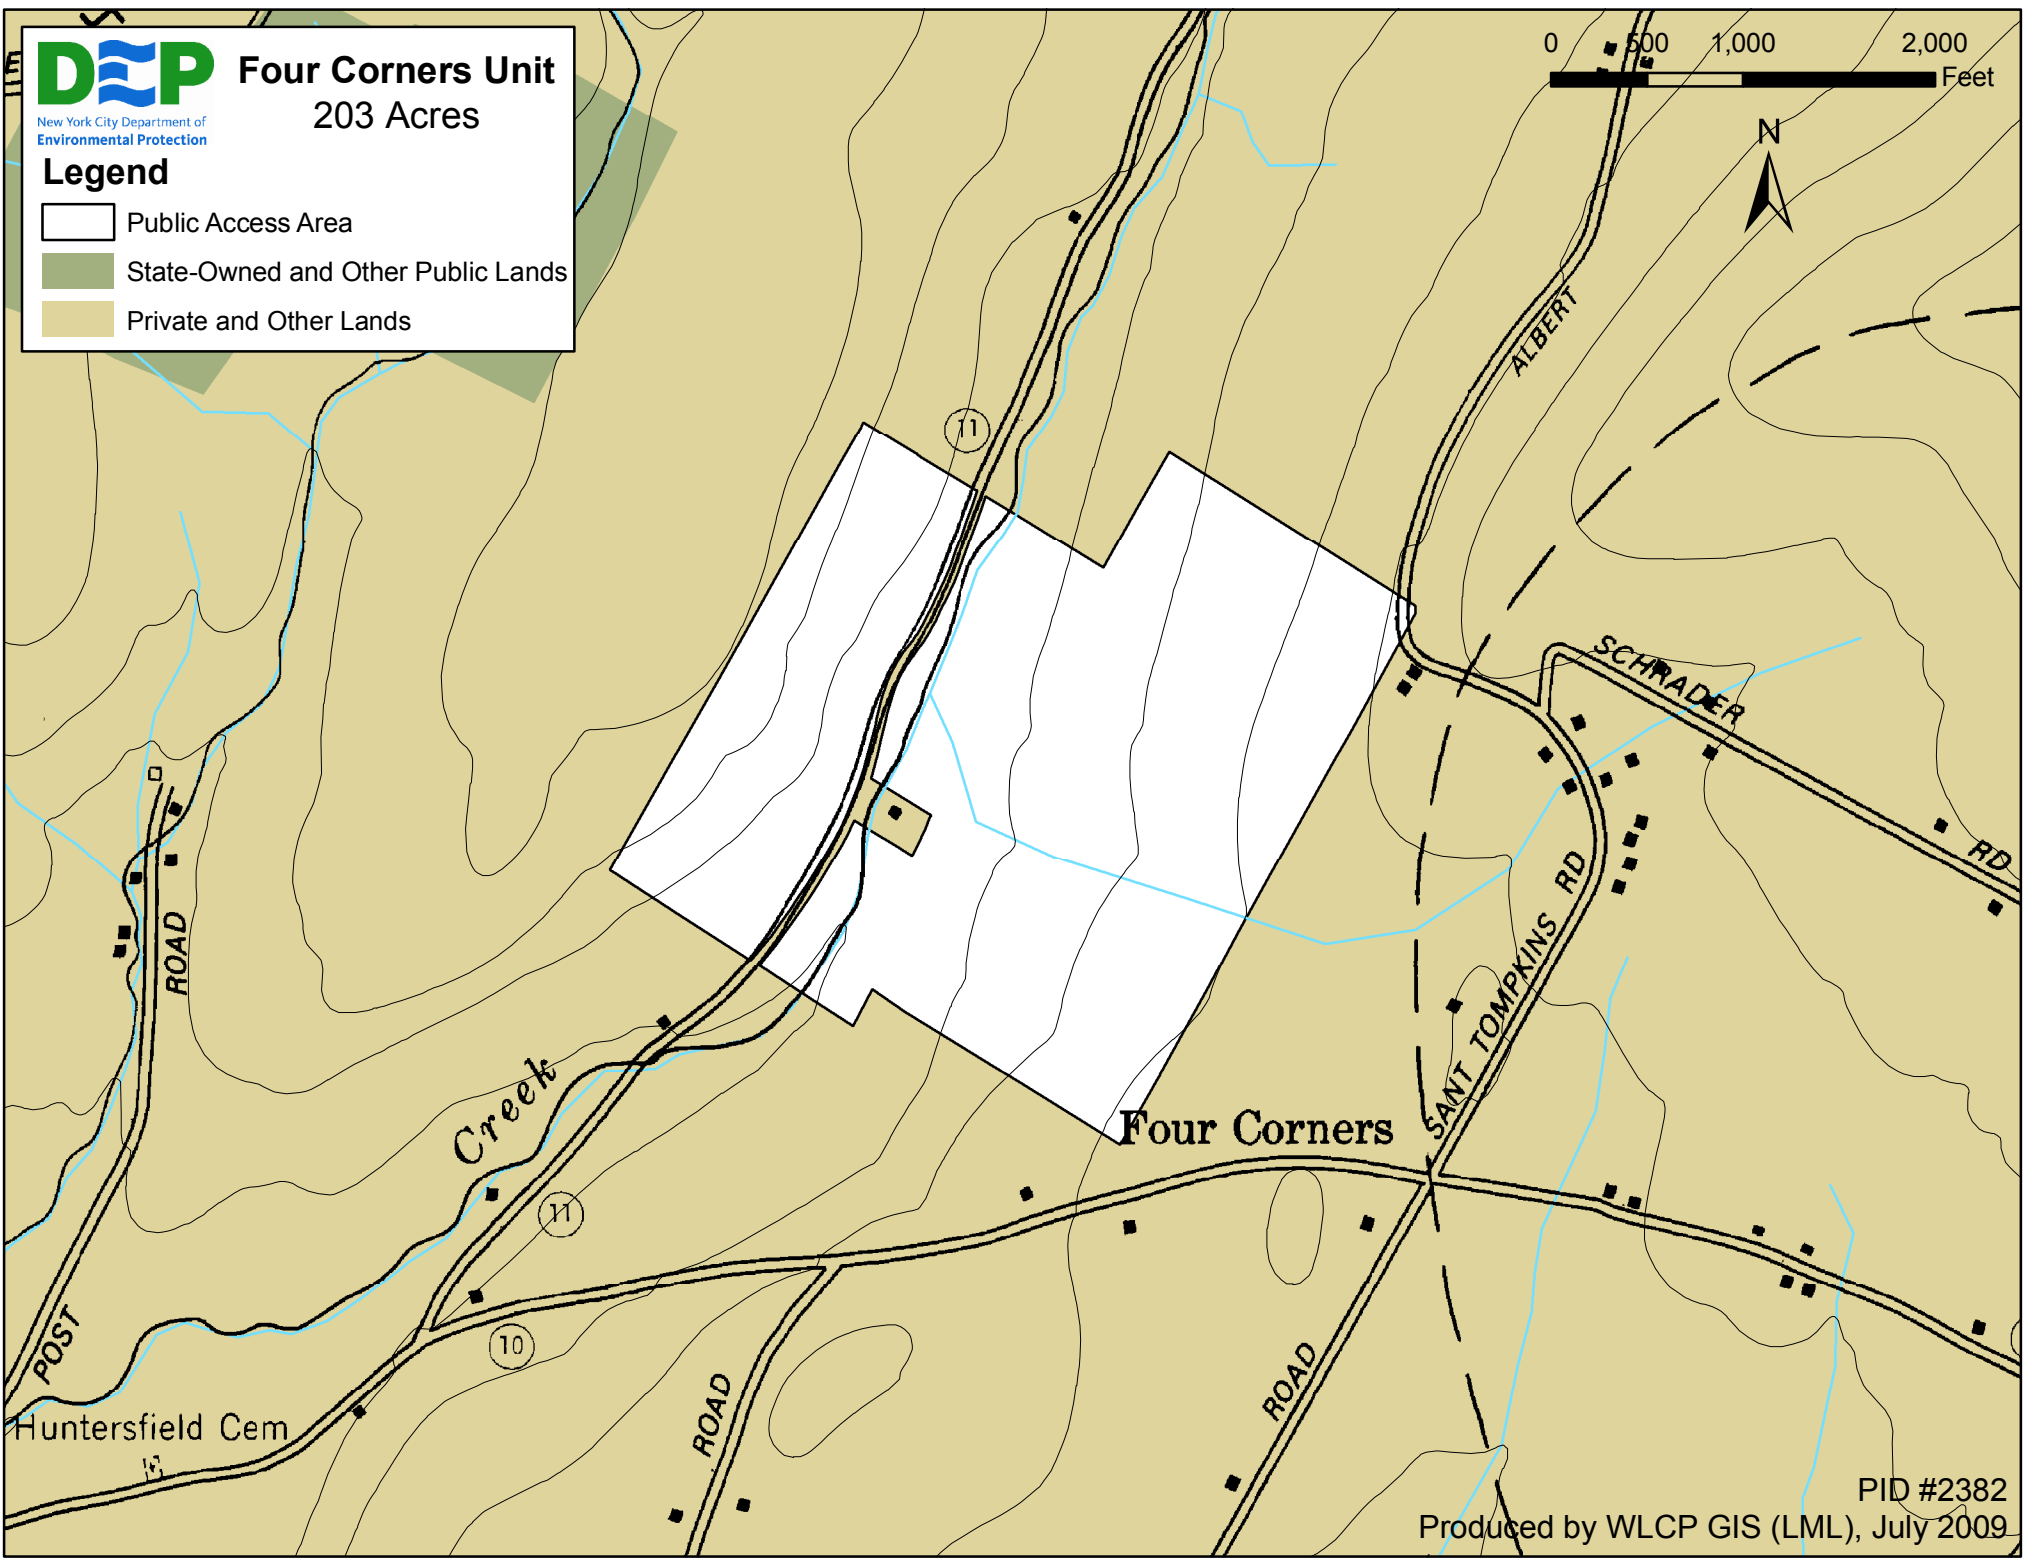 E
DEP
New York City Department of
Environmental Protection
Four Corners Unit
203 Acres
Legend
Public Access Area
State-Owned and Other Public Lands
Private and Other Lands
0 500 1,000 2,000
Feet
N
ALBERT
11
SCHRADER
RD
SANT TOMPKINS RD
ROAD
POST
Creek
Four Corners
11
10
ROAD
ROAD
Huntersfield Cem
PID #2382
Produced by WLCP GIS (LML), July 2009